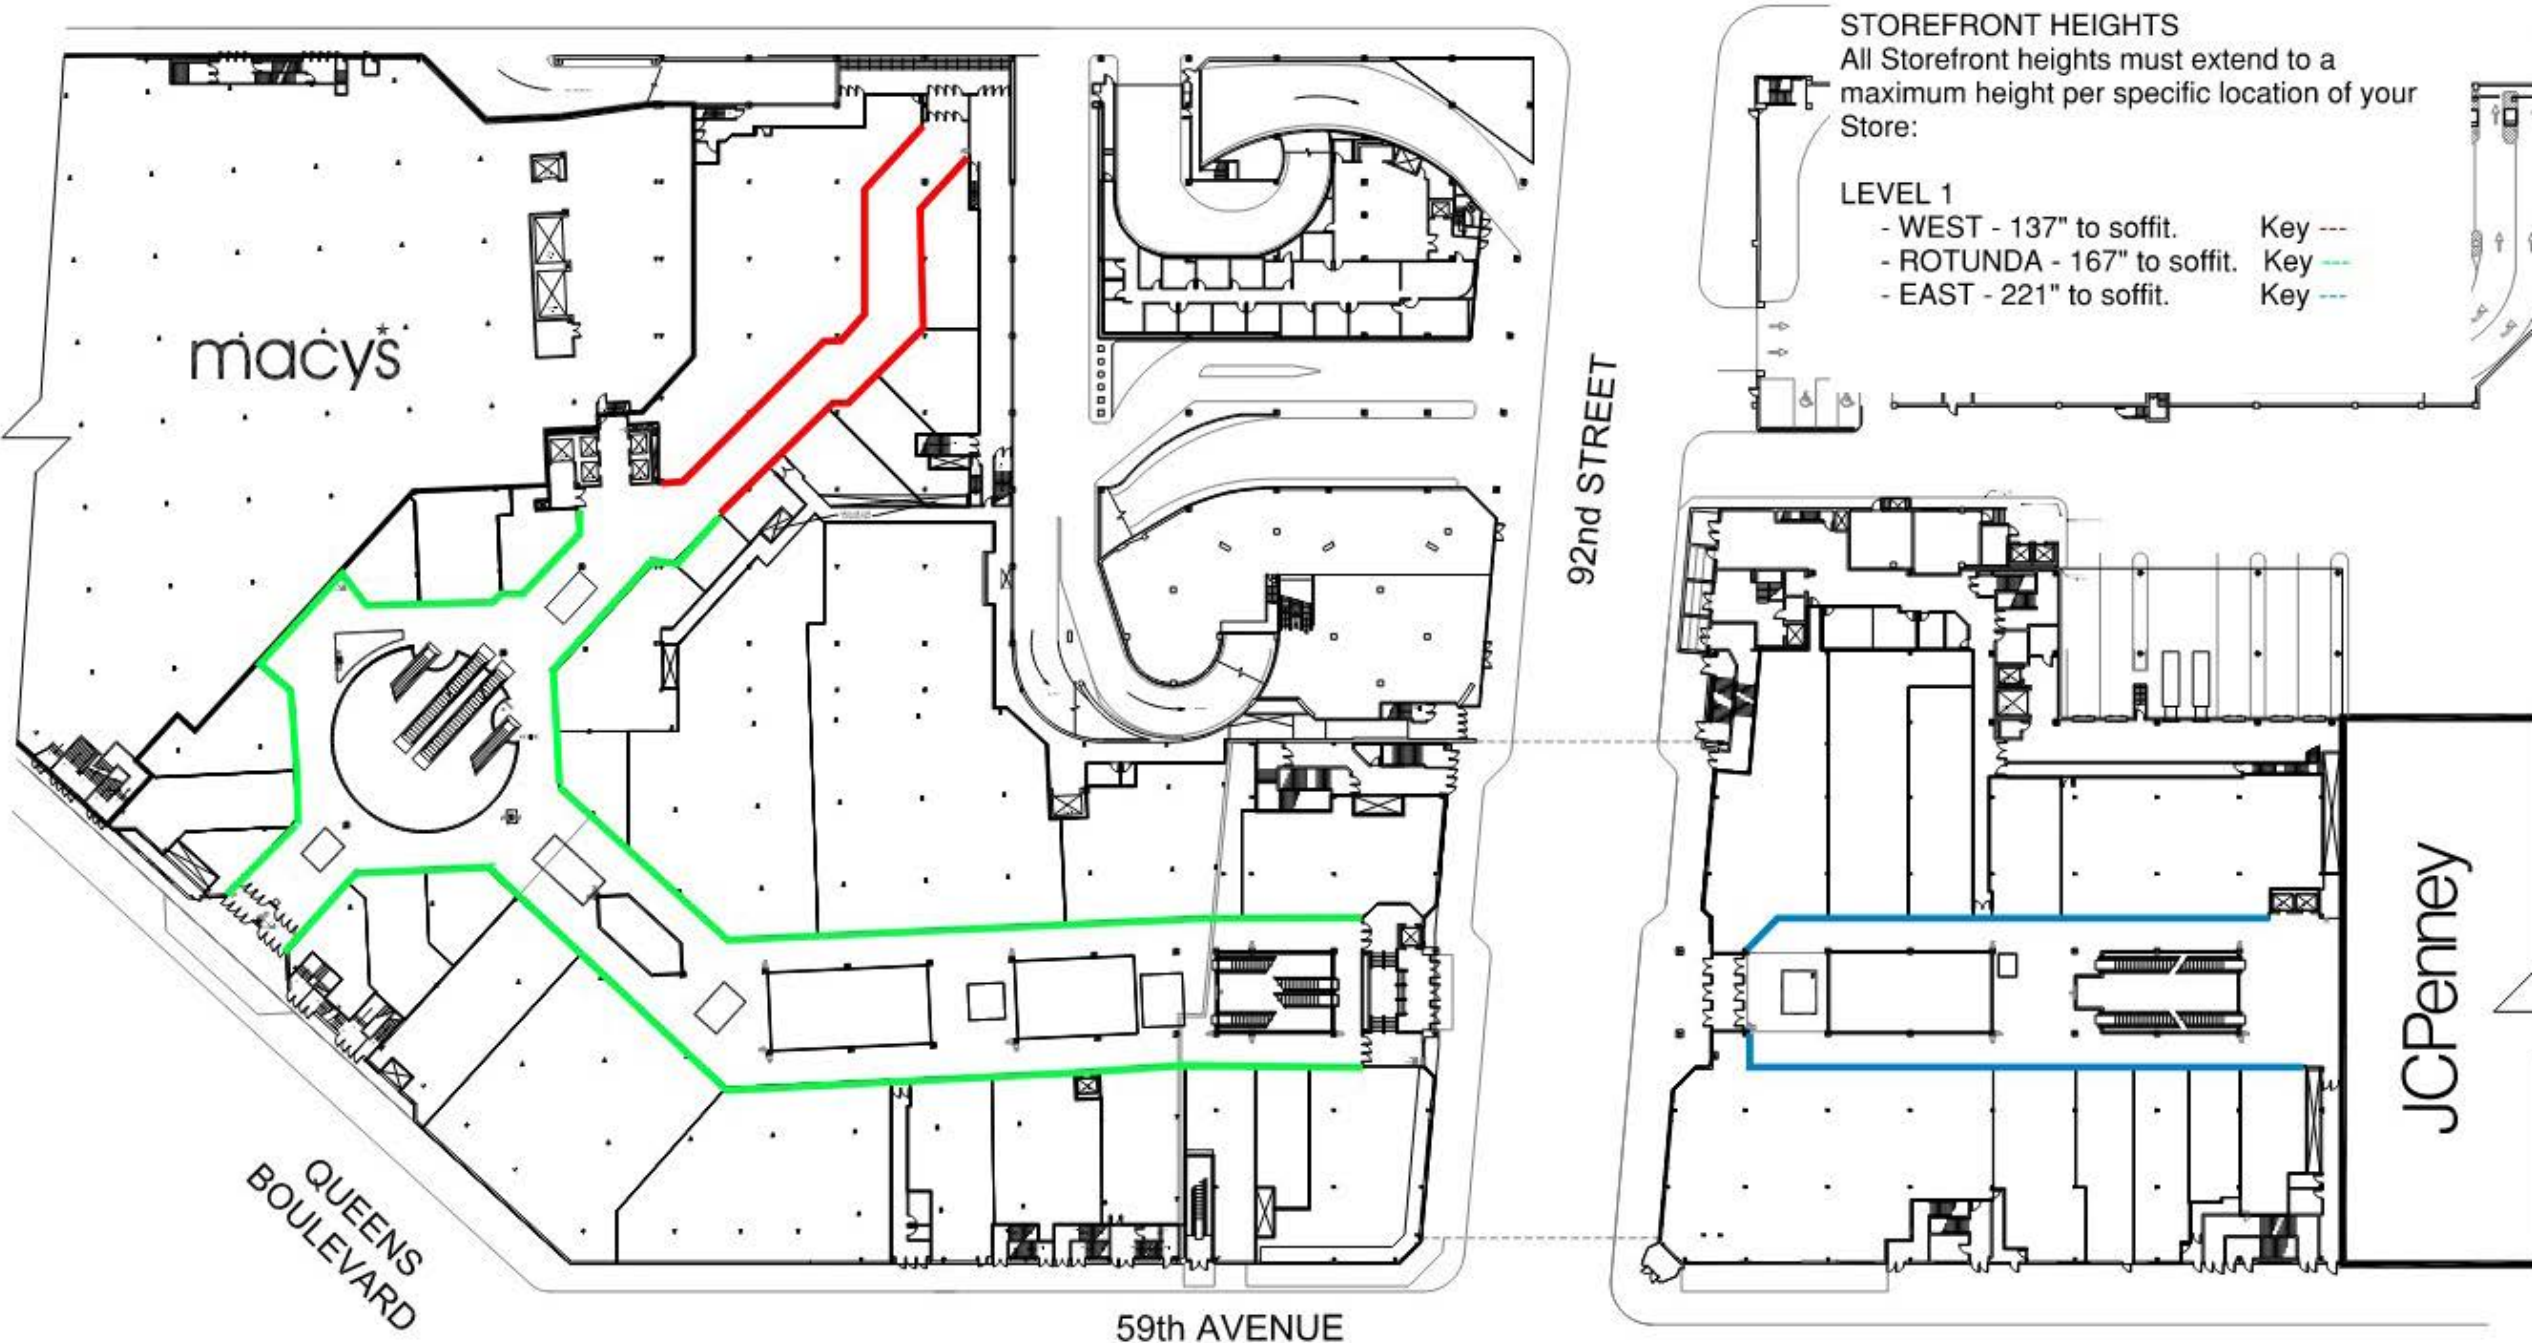 STOREFRONT HEIGHTS
All Storefront heights must extend to a
maximum height per specific location of your
Store:
LEVEL 1
- WEST - 137" to soffit. Key ---
- ROTUNDA - 167" to soffit. Key ---
- EAST - 221" to soffit. Key ---
macy*s
92nd STREET
JCPenney
QUEENS
BOULEVARD
59th AVENUE